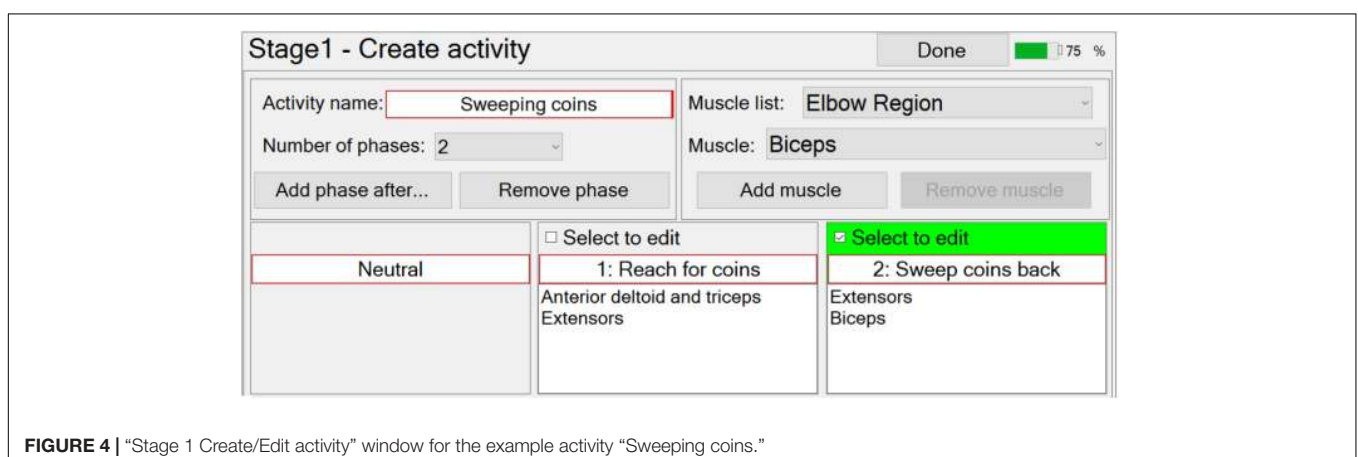 Stage1 - Create activity
Done
75 %
Activity name: Sweeping coins
Number of phases: 2
Add phase after...
Remove phase
Muscle list: Elbow Region
Muscle: Biceps
Add muscle
Remove muscle
Neutral
Select to edit
1: Reach for coins
Anterior deltoid and triceps
Extensors
Select to edit
2: Sweep coins back
Extensors
Biceps
FIGURE 4 | “Stage 1 Create/Edit activity” window for the example activity “Sweeping coins.”